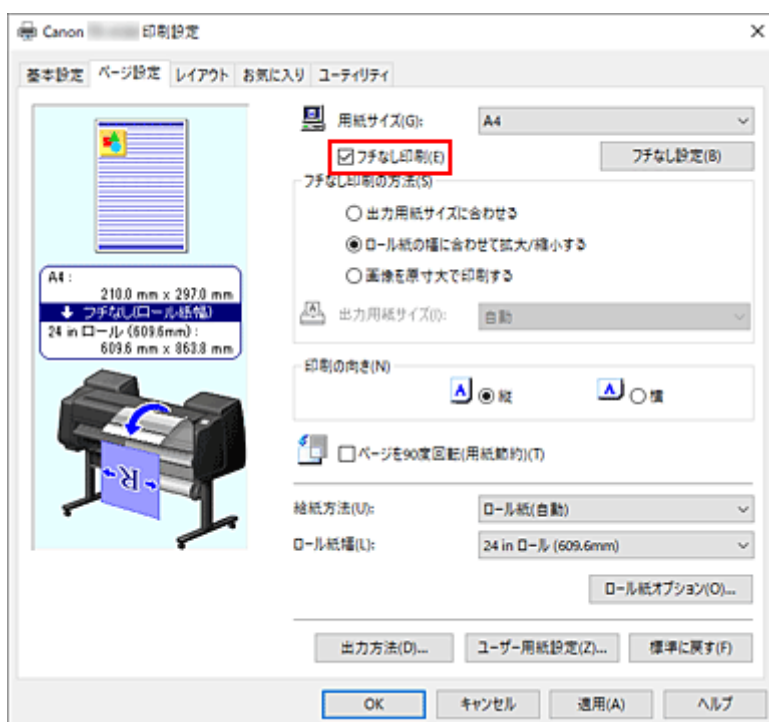 Canon 印刷設定
基本設定 ページ設定 レイアウト お気に入り ユーティリティ
用紙サイズ(G): A4
フチなし印刷(E) フチなし設定(B)
フチなし印刷の方法(S)
出力用紙サイズに合わせる
ロール紙の幅に合わせて拡大/縮小する
画像を原寸大で印刷する
出力用紙サイズ(I): 自動
A4 :
210.0 mm x 297.0 mm
フチなし(ロール紙幅)
24 in ロール (609.6mm) :
609.6 mm x 863.8 mm
印刷の向き(N)
A 縦 A 横
ページを90度回転(用紙節約)(T)
R
給紙方法(U): ロール紙(自動)
ロール紙幅(L): 24 in ロール (609.6mm)
ロール紙オプション(O)...
出力方法(D)... ユーザー用紙設定(Z)... 標準に戻す(F)
OK キャンセル 適用(A) ヘルプ